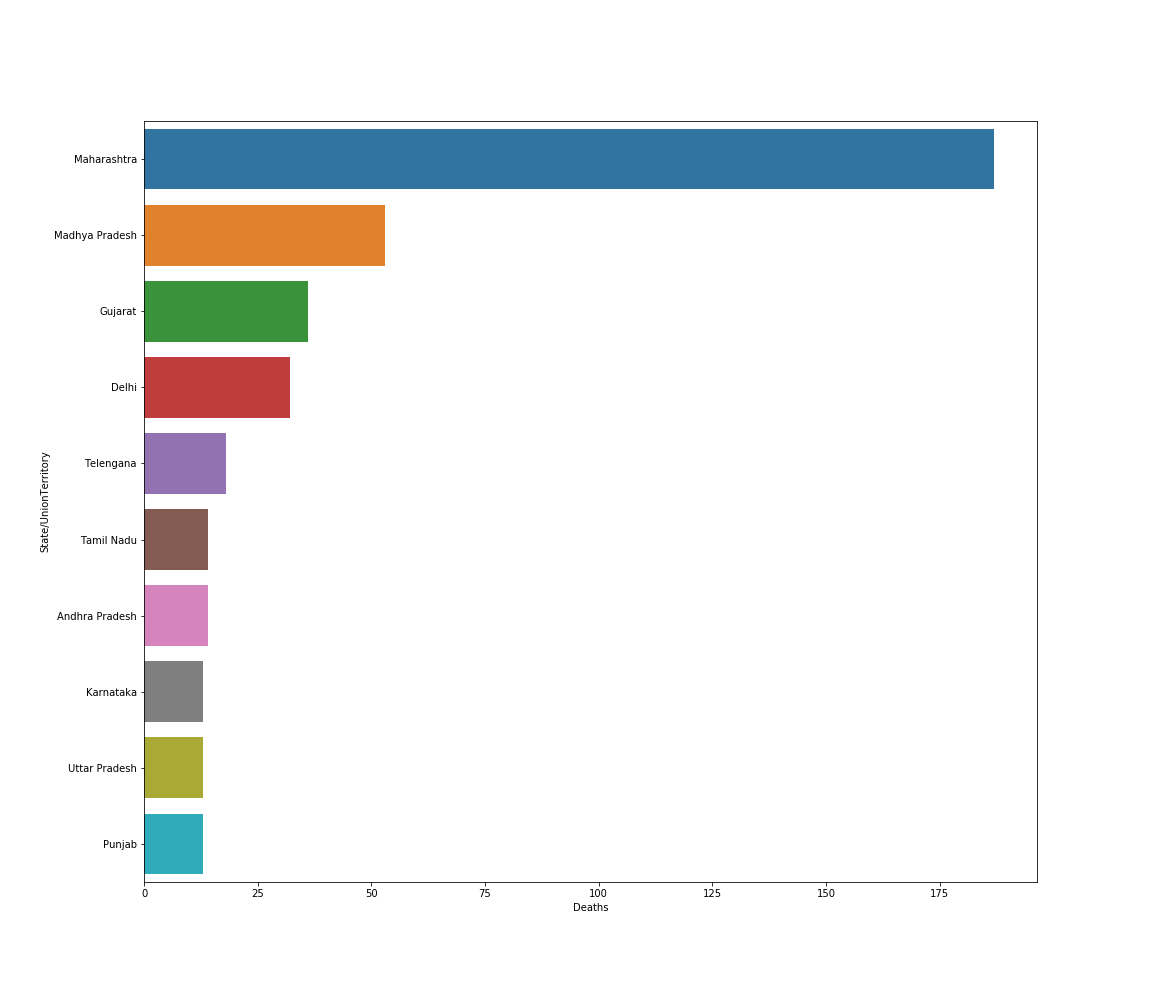 State/UnionTerritory
Maharashtra
Madhya Pradesh
Gujarat
Delhi
Telengana
Tamil Nadu
Andhra Pradesh
Karnataka
Uttar Pradesh
Punjab
0 25 50 75 100 125 150 175
Deaths